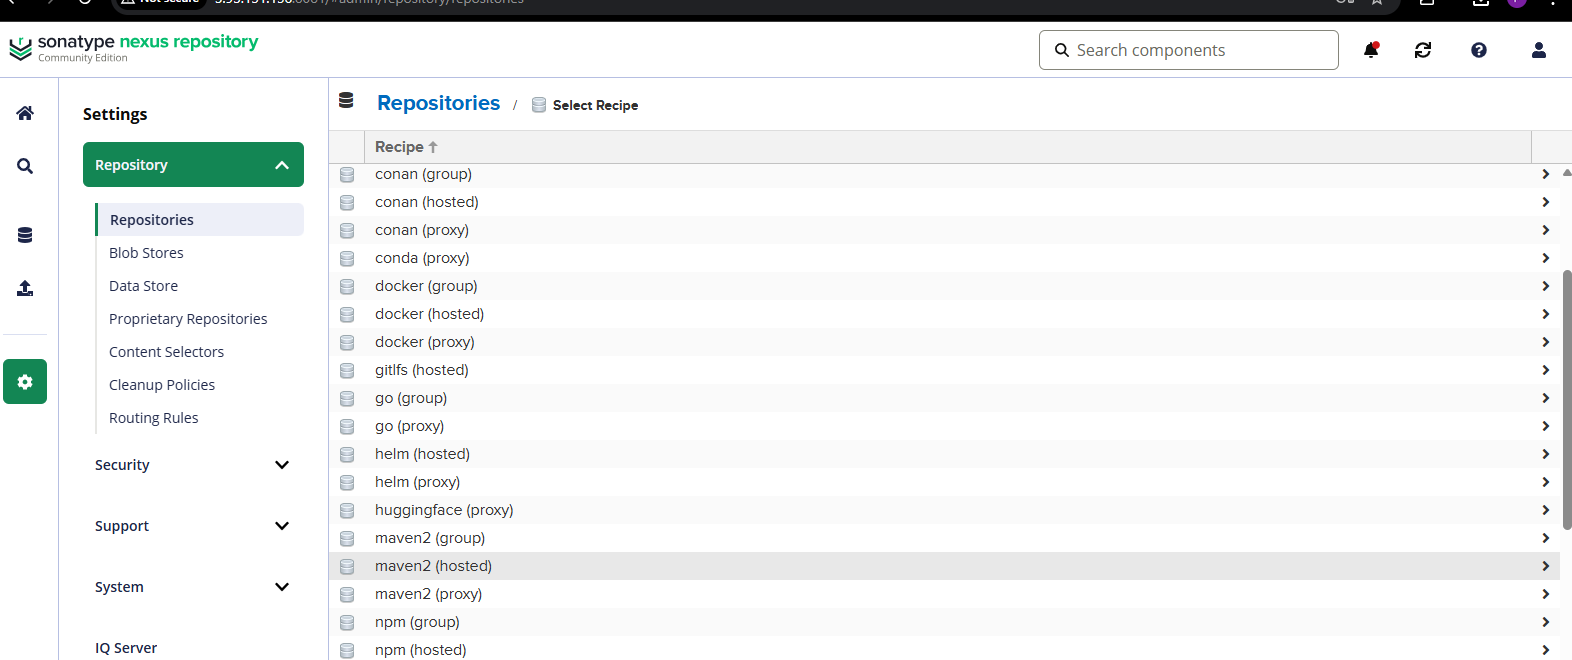 sonatype nexus repository
Community Edition
Search components
Settings
Repository
Repositories
Blob Stores
Data Store
Proprietary Repositories
Content Selectors
Cleanup Policies
Routing Rules
Security
Support
System
IQ Server
Repositories / Select Recipe
Recipe
conan (group)
conan (hosted)
conan (proxy)
conda (proxy)
docker (group)
docker (hosted)
docker (proxy)
gitlfs (hosted)
go (group)
go (proxy)
helm (hosted)
helm (proxy)
huggingface (proxy)
maven2 (group)
maven2 (hosted)
maven2 (proxy)
npm (group)
npm (hosted)